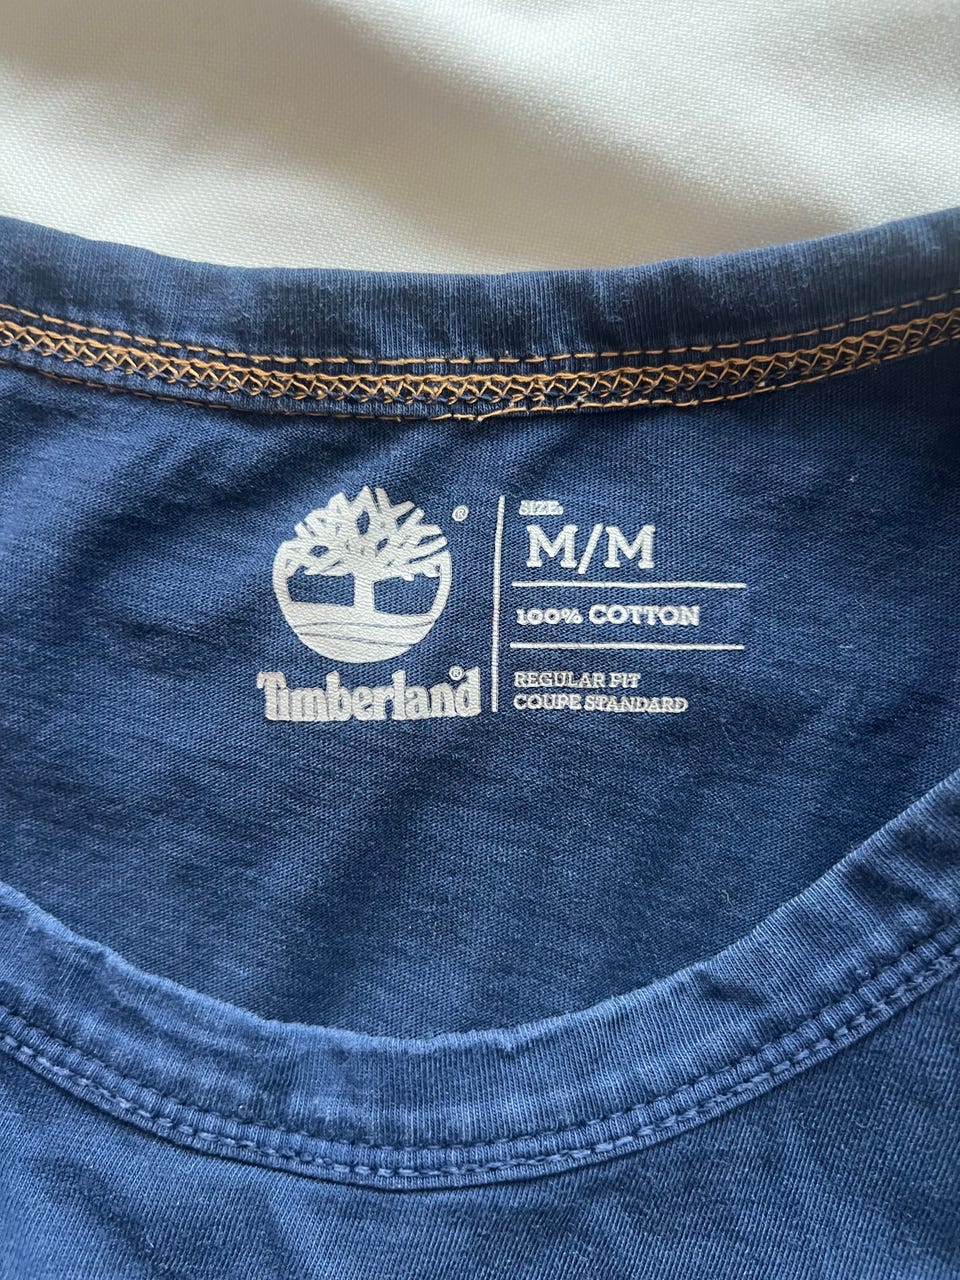 Timberland®
®
SIZE:
M/M
100% COTTON
REGULAR FIT
COUPE STANDARD